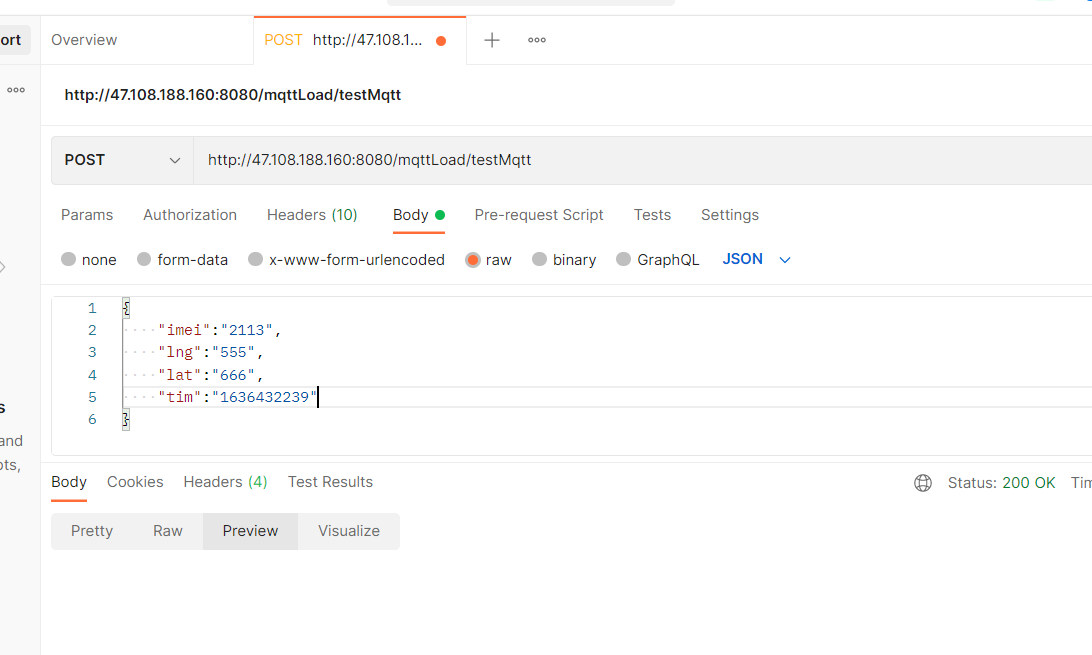 ort Overview POST http://47.108.1...
http://47.108.188.160:8080/mqttLoad/testMqtt
POST http://47.108.188.160:8080/mqttLoad/testMqtt
Params Authorization Headers (10) Body Pre-request Script Tests Settings
none form-data x-www-form-urlencoded raw binary GraphQL JSON
1 {
2 "imei":"2113",
3 "lng":"555",
4 "lat":"666",
5 "tim":"1636432239"
6 }
s
and
ots,
Body Cookies Headers (4) Test Results Status: 200 OK Tim
Pretty Raw Preview Visualize